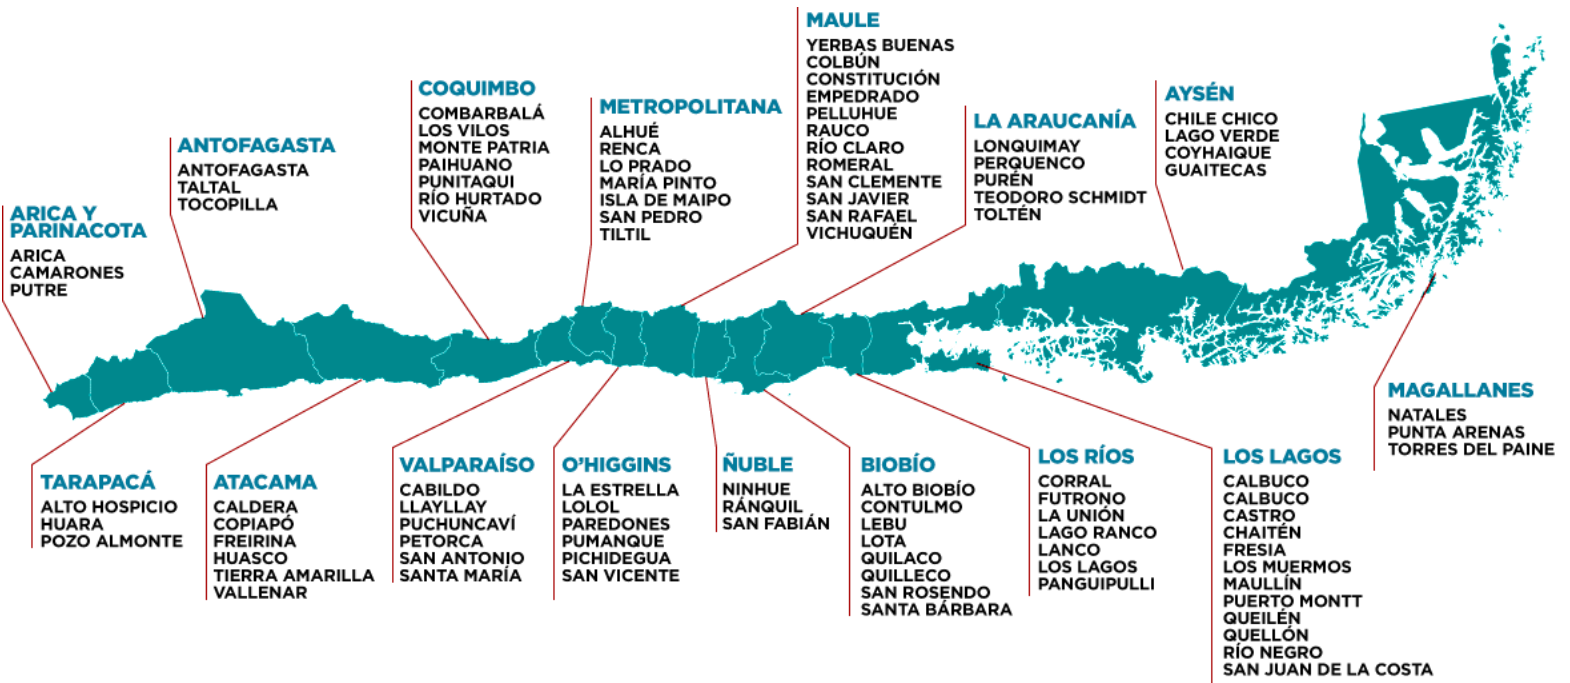 ARICA Y
PARINACOTA
ARICA
CAMARONES
PUTRE
ANTOFAGASTA
ANTOFAGASTA
TALTAL
TOCOPILLA
COQUIMBO
COMBARBALÁ
LOS VILOS
MONTE PATRIA
PAIHUANO
PUNITAQUI
RÍO HURTADO
VICUÑA
METROPOLITANA
ALHUÉ
RENCA
LO PRADO
MARÍA PINTO
ISLA DE MAIPO
SAN PEDRO
TILTIL
MAULE
YERBAS BUENAS
COLBÚN
CONSTITUCIÓN
EMPEDRADO
PELLUHUE
RAUCO
RÍO CLARO
ROMERAL
SAN CLEMENTE
SAN JAVIER
SAN RAFAEL
VICHUQUÉN
LA ARAUCANÍA
LONQUIMAY
PERQUENCO
PURÉN
TEODORO SCHMIDT
TOLTÉN
AYSÉN
CHILE CHICO
LAGO VERDE
COYHAIQUE
GUAITECAS
TARAPACÁ
ALTO HOSPICIO
HUARA
POZO ALMONTE
ATACAMA
CALDERA
COPIAPÓ
FREIRINA
HUASCO
TIERRA AMARILLA
VALLENAR
VALPARAÍSO
CABILDO
LLAYLLAY
PUCHUNCAVÍ
PETORCA
SAN ANTONIO
SANTA MARÍA
O’HIGGINS
LA ESTRELLA
LOLOL
PAREDONES
PUMANQUE
PICHIDEGUA
SAN VICENTE
ÑUBLE
NINHUE
RÁNQUIL
SAN FABIÁN
BIOBÍO
ALTO BIOBÍO
CONTULMO
LEBU
LOTA
QUILACO
QUILLECO
SAN ROSENDO
SANTA BÁRBARA
LOS RÍOS
CORRAL
FUTRONO
LA UNIÓN
LAGO RANCO
LANCO
LOS LAGOS
PANGUIPULLI
LOS LAGOS
CALBUCO
CALBUCO
CASTRO
CHAITÉN
FRESIA
LOS MUERMOS
MAULLÍN
PUERTO MONTT
QUEILÉN
QUELLÓN
RÍO NEGRO
SAN JUAN DE LA COSTA
MAGALLANES
NATALES
PUNTA ARENAS
TORRES DEL PAINE